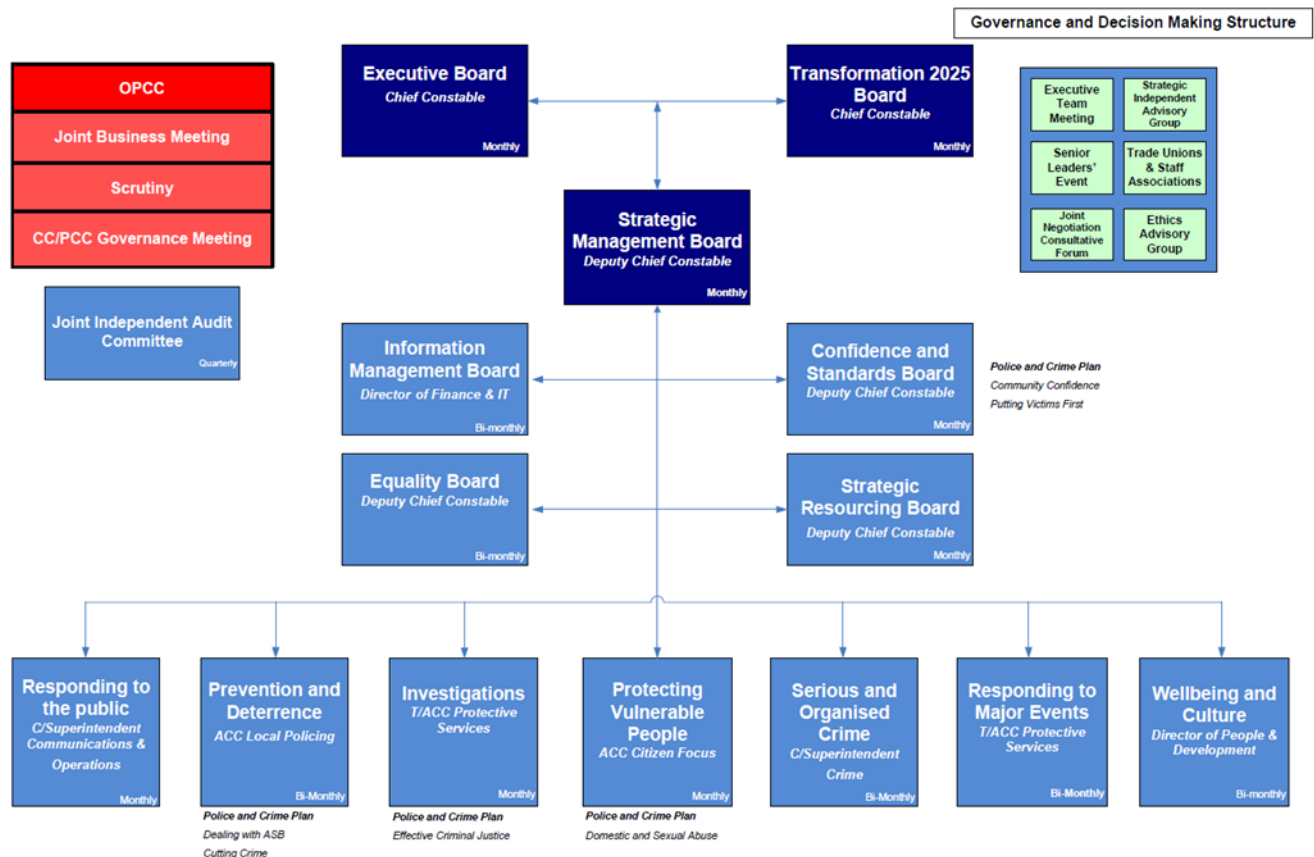 Governance and Decision Making Structure
OPCC
Joint Business Meeting
Scrutiny
CC/PCC Governance Meeting
Joint Independent Audit
Committee
Quarterly
Executive Board
Chief Constable
Monthly
Transformation 2025
Board
Chief Constable
Monthly
Executive
Team
Meeting
Strategic
Independent
Advisory
Group
Senior
Leaders'
Event
Trade Unions
& Staff
Associations
Joint
Negotiation
Consultative
Forum
Ethics
Advisory
Group
Strategic
Management Board
Deputy Chief Constable
Monthly
Information
Management Board
Director of Finance & IT
Bi-monthly
Confidence and
Standards Board
Deputy Chief Constable
Monthly
Police and Crime Plan
Community Confidence
Putting Victims First
Equality Board
Deputy Chief Constable
Bi-monthly
Strategic
Resourcing Board
Deputy Chief Constable
Monthly
Responding to
the public
C/Superintendent
Communications &
Operations
Monthly
Prevention and
Deterrence
ACC Local Policing
Bi-Monthly
Police and Crime Plan
Dealing with ASB
Cutting Crime
Investigations
T/ACC Protective
Services
Monthly
Police and Crime Plan
Effective Criminal Justice
Protecting
Vulnerable
People
ACC Citizen Focus
Monthly
Police and Crime Plan
Domestic and Sexual Abuse
Serious and
Organised
Crime
C/Superintendent
Crime
Bi-Monthly
Responding to
Major Events
T/ACC Protective
Services
Bi-Monthly
Wellbeing and
Culture
Director of People &
Development
Bi-monthly